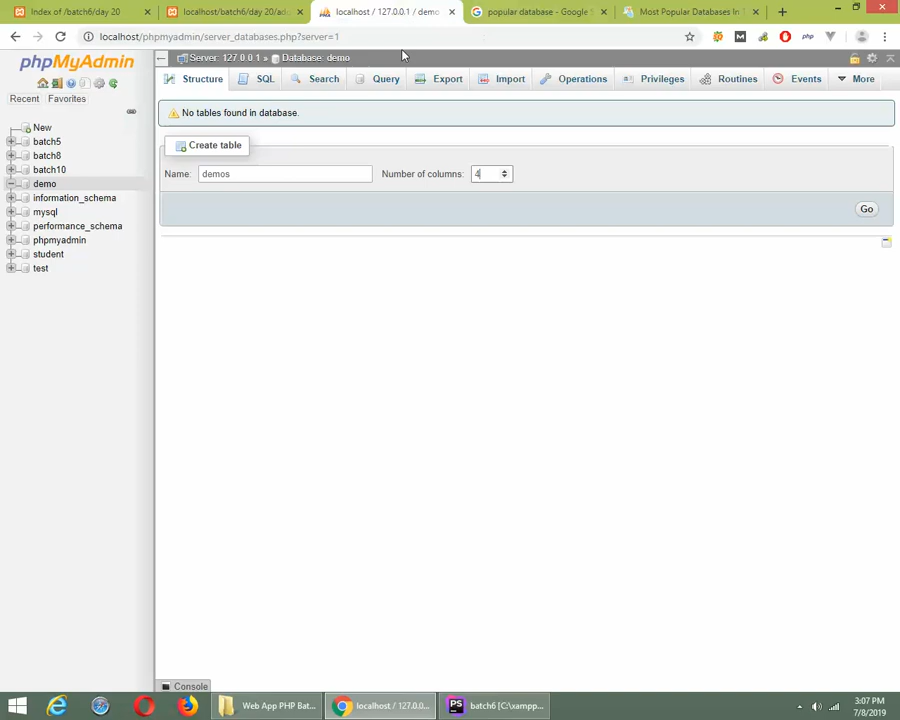 Index of /batch6/day 20
localhost/batch6/day 20/ad
localhost / 127.0.0.1 / demo
popular database - Google S
Most Popular Databases In T
localhost/phpmyadmin/server_databases.php?server=1
phpMyAdmin
Server: 127.0.0.1 » Database: demo
Structure SQL Search Query Export Import Operations Privileges Routines Events More
Recent Favorites
No tables found in database.
New
batch5
batch8
batch10
demo
information_schema
mysql
performance_schema
phpmyadmin
student
test
Create table
Name: demos Number of columns: 4
Go
Console
Web App PHP Bat...
localhost / 127.0.0...
PS batch6 [C:\xampp...
3:07 PM
7/8/2019